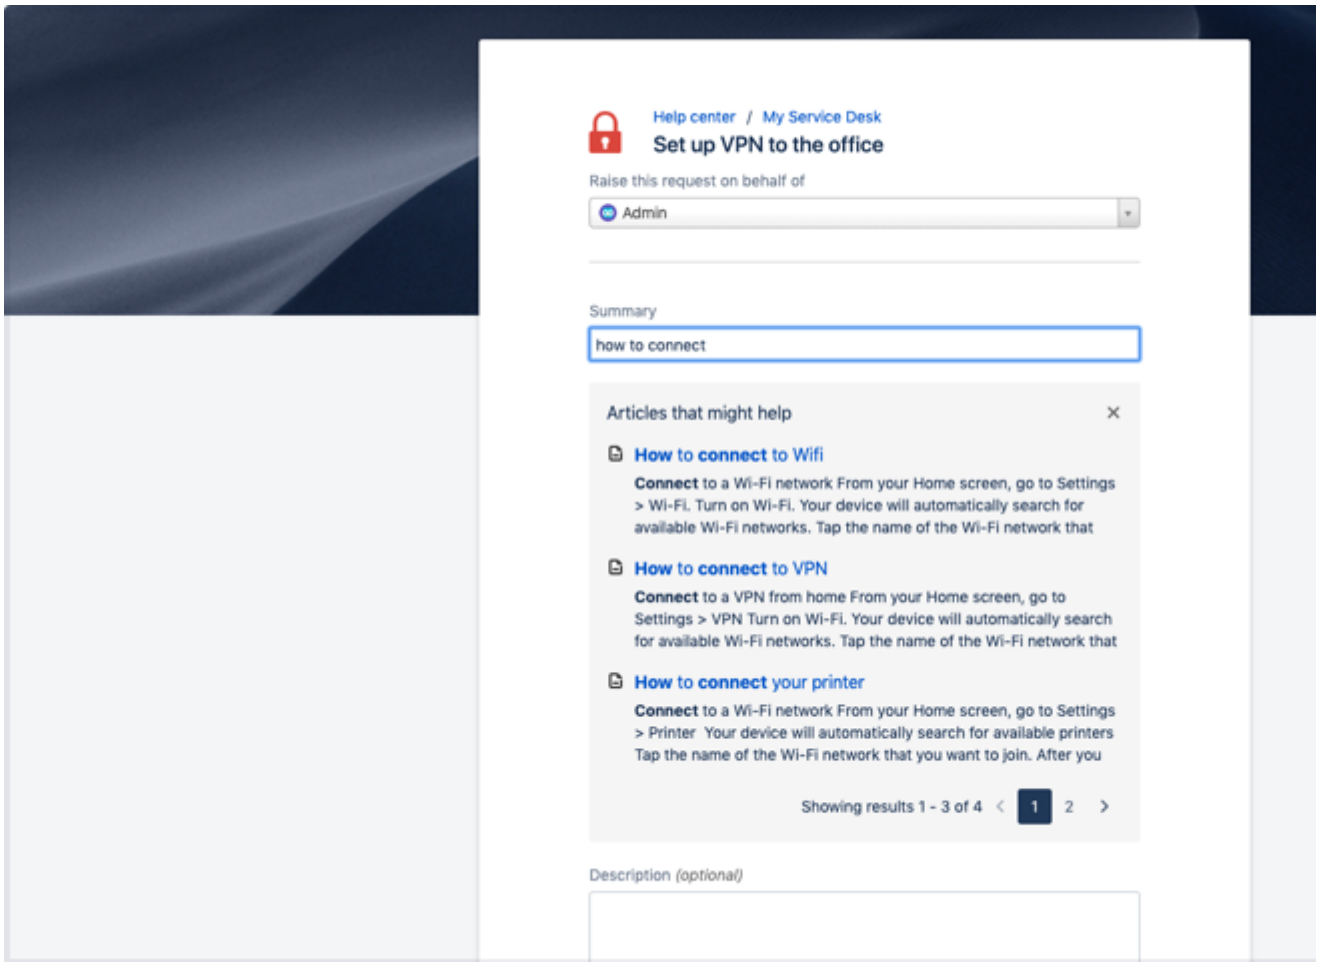 Help center / My Service Desk
Set up VPN to the office
Raise this request on behalf of
Admin
Summary
how to connect
Articles that might help
How to connect to Wifi
Connect to a Wi-Fi network From your Home screen, go to Settings
> Wi-Fi. Turn on Wi-Fi. Your device will automatically search for
available Wi-Fi networks. Tap the name of the Wi-Fi network that
How to connect to VPN
Connect to a VPN from home From your Home screen, go to
Settings > VPN Turn on Wi-Fi. Your device will automatically search
for available Wi-Fi networks. Tap the name of the Wi-Fi network that
How to connect your printer
Connect to a Wi-Fi network From your Home screen, go to Settings
> Printer Your device will automatically search for available printers
Tap the name of the Wi-Fi network that you want to join. After you
Showing results 1 - 3 of 4 < 1 2 >
Description (optional)